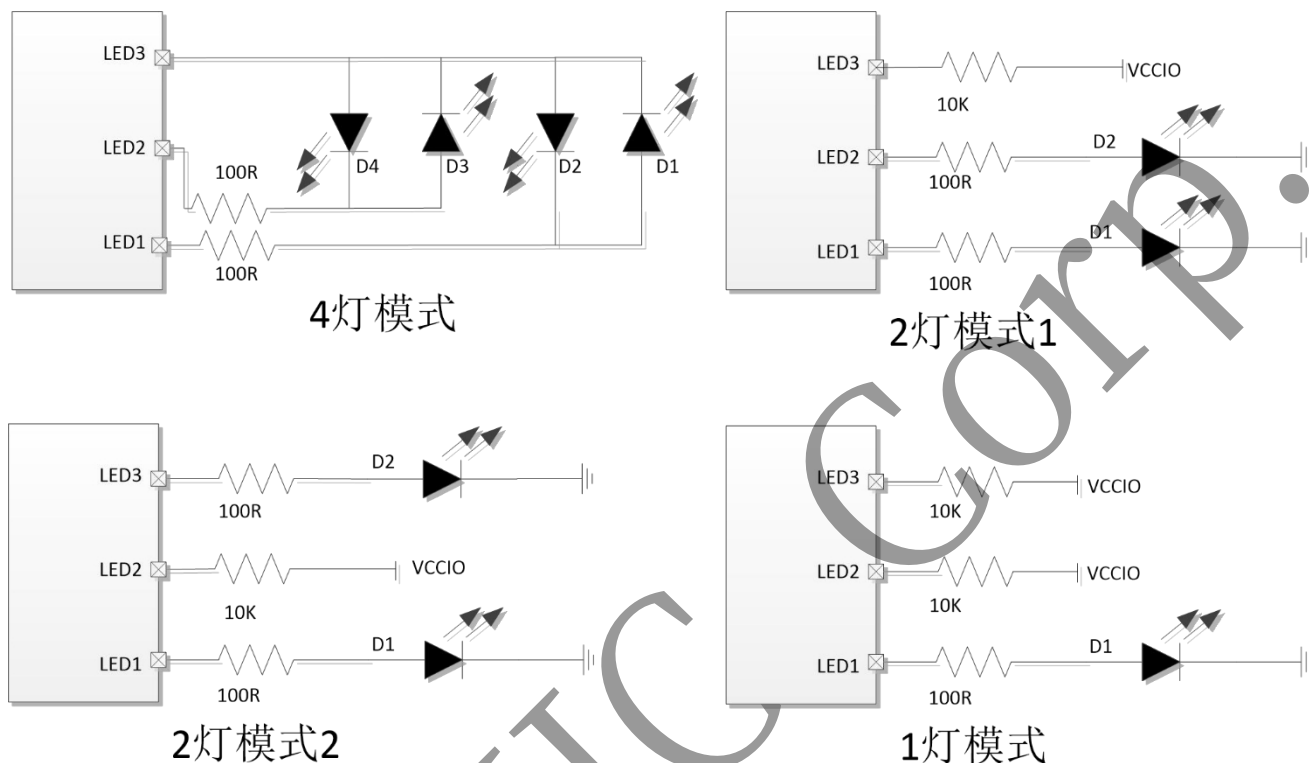 LED3
LED2
LED1
100R
100R
D4
D3
D2
D1
4灯模式
LED3
LED2
LED1
10K
VCCIO
100R
D2
100R
D1
2灯模式1
LED3
LED2
LED1
100R
D2
10K
VCCIO
100R
D1
2灯模式2
LED3
LED2
LED1
10K
VCCIO
10K
VCCIO
100R
D1
1灯模式
Corp.